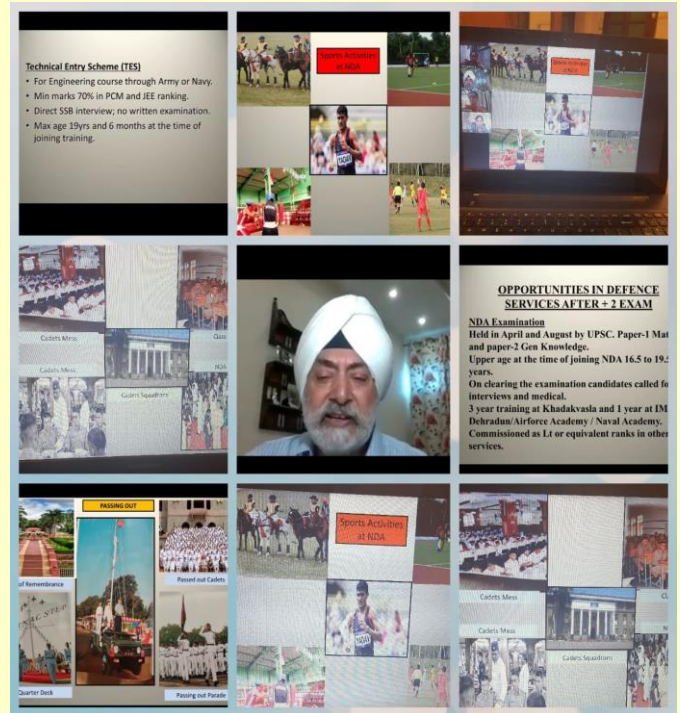 Technical Entry Scheme (TES)
• For Engineering course through Army or Navy.
• Min marks 70% in PCM and JEE ranking.
• Direct SSB interview; no written examination.
• Max age 19yrs and 6 months at the time of
joining training.
Sports Activities
at NDA
YADAV
Sports Activities
at NDA
Cadets Mess
Cadets Mess
Cadets Squadrons
NDA
OPPORTUNITIES IN DEFENCE
SERVICES AFTER + 2 EXAM
NDA Examination
Held in April and August by UPSC. Paper-1 Mat
and paper-2 Gen Knowledge.
Upper age at the time of joining NDA 16.5 to 19.
years.
On clearing the examination candidates called fo
interviews and medical.
3 year training at Khadakvasla and 1 year at IM
Dehradun/Airforce Academy / Naval Academy.
Commissioned as Lt or equivalent ranks in other
services.
PASSING OUT
of Remembrance
Passed out Cadets
Quarter Deck
Passing out Parade
Sports Activities
at NDA
YADAV
Cadets Mess
Cadets Mess
Cadets Squadrons